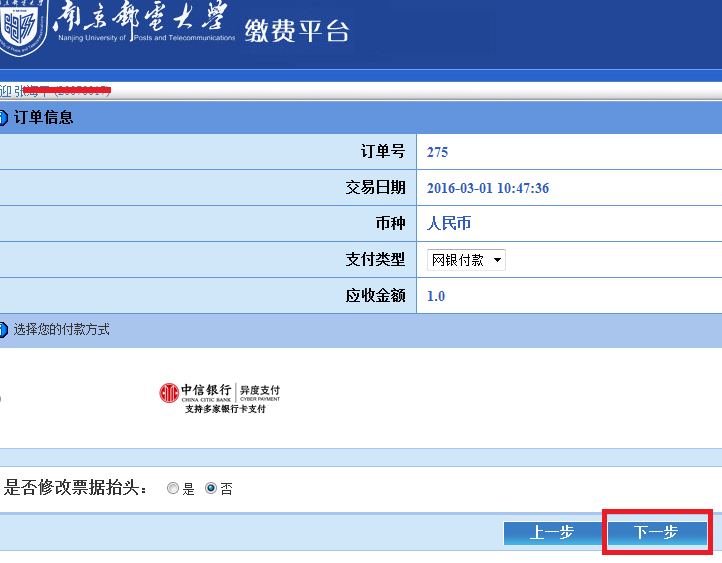 南京邮电大学
Nanjing University of Posts and Telecommunications
缴费平台
迎
订单信息
订单号 275
交易日期 2016-03-01 10:47:36
币种 人民币
支付类型 网银付款
应收金额 1.0
选择您的付款方式
中信银行 异度支付
CHINA CITIC BANK CYBER PAYMENT
支持多家银行卡支付
是否修改票据抬头： 是 否
上一步 下一步